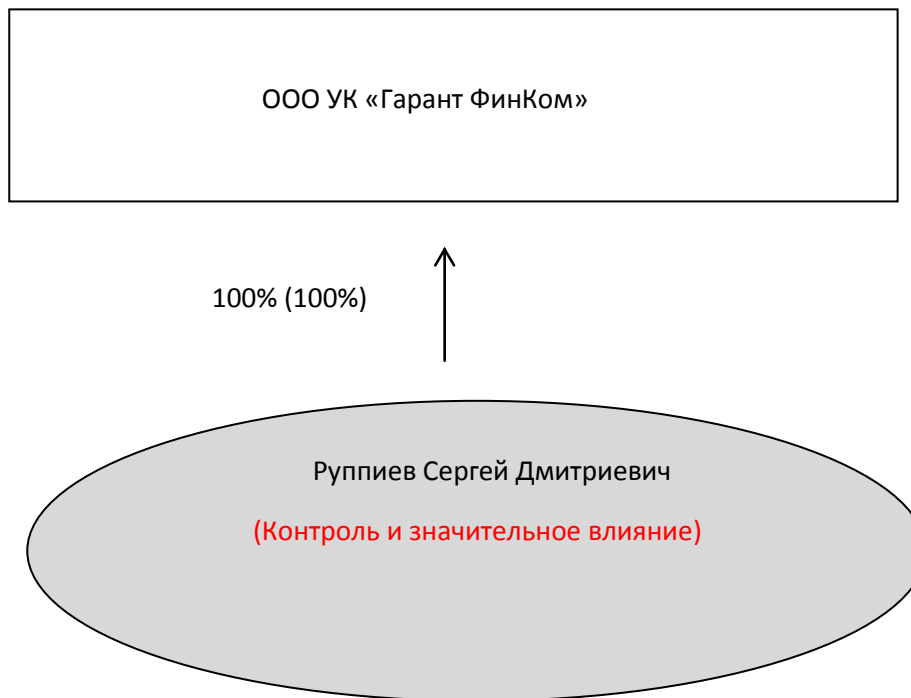 ООО УК «Гарант ФинКом»
100% (100%)
Руппиев Сергей Дмитриевич
(Контроль и значительное влияние)